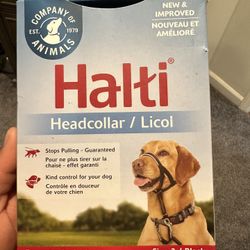 COMPANY OF
EST. 1979
ANIMALS
NEW &
IMPROVED
NOUVEAU ET
AMÉLIORÉ
Halti®
Headcollar / Licol
Stops Pulling - Guaranteed
Pour ne plus tirer sur la
chaise - effet garanti
Kind control for your dog
Contrôle en douceur
de votre chien